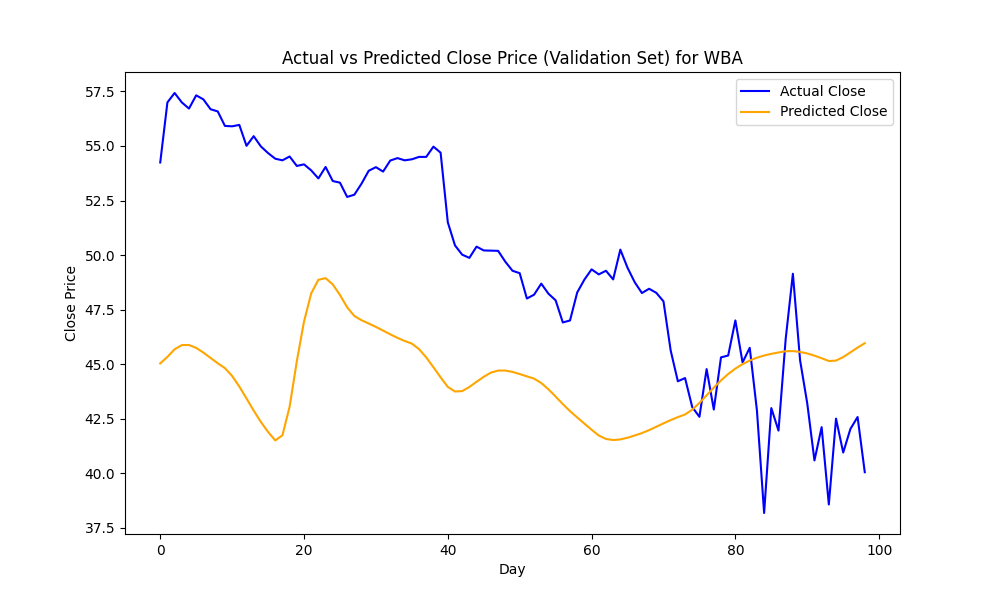 Actual vs Predicted Close Price (Validation Set) for WBA
Actual Close
Predicted Close
Close Price
57.5
55.0
52.5
50.0
47.5
45.0
42.5
40.0
37.5
0 20 40 60 80 100
Day